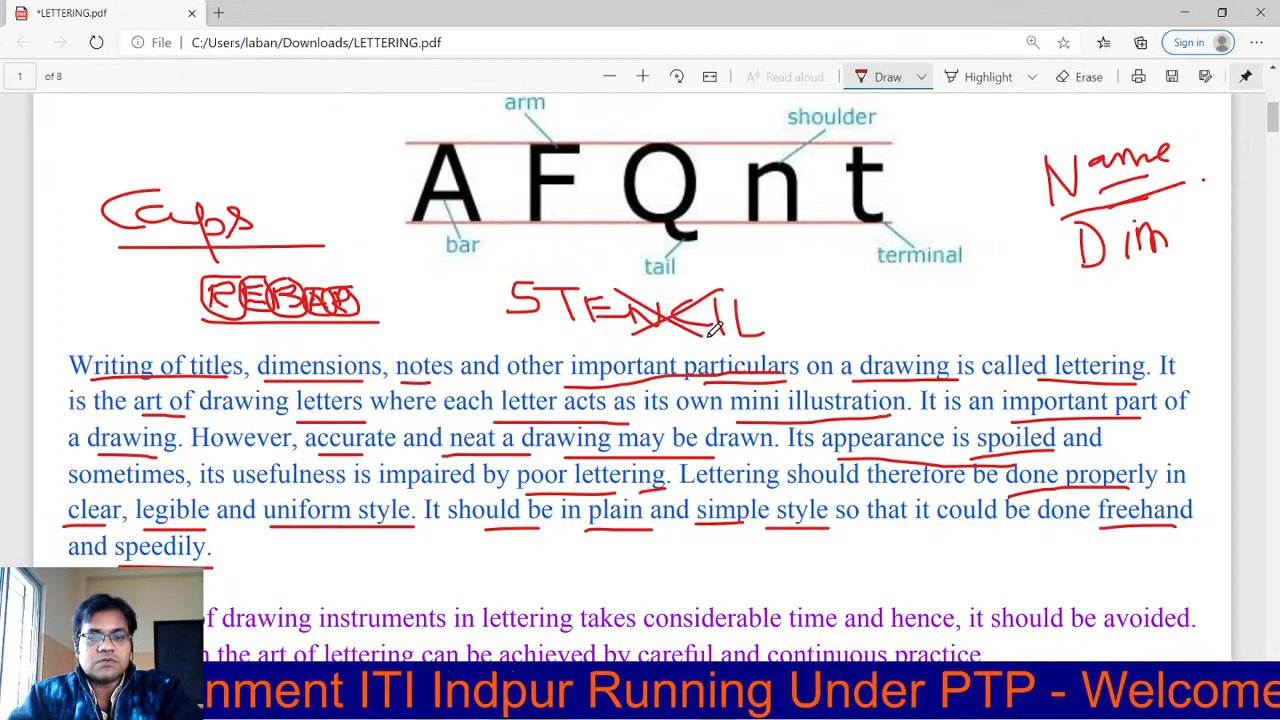 *LETTERING.pdf
File C:/Users/laban/Downloads/LETTERING.pdf Sign in
1 of 8 Read aloud Draw Highlight Erase
arm
shoulder
A F Q n t
bar
tail
terminal
Caps
Name
Dim
STENCIL
Writing of titles, dimensions, notes and other important particulars on a drawing is called lettering. It
is the art of drawing letters where each letter acts as its own mini illustration. It is an important part of
a drawing. However, accurate and neat a drawing may be drawn. Its appearance is spoiled and
sometimes, its usefulness is impaired by poor lettering. Lettering should therefore be done properly in
clear, legible and uniform style. It should be in plain and simple style so that it could be done freehand
and speedily.
of drawing instruments in lettering takes considerable time and hence, it should be avoided.
n the art of lettering can be achieved by careful and continuous practice
nment ITI Indpur Running Under PTP - Welcome